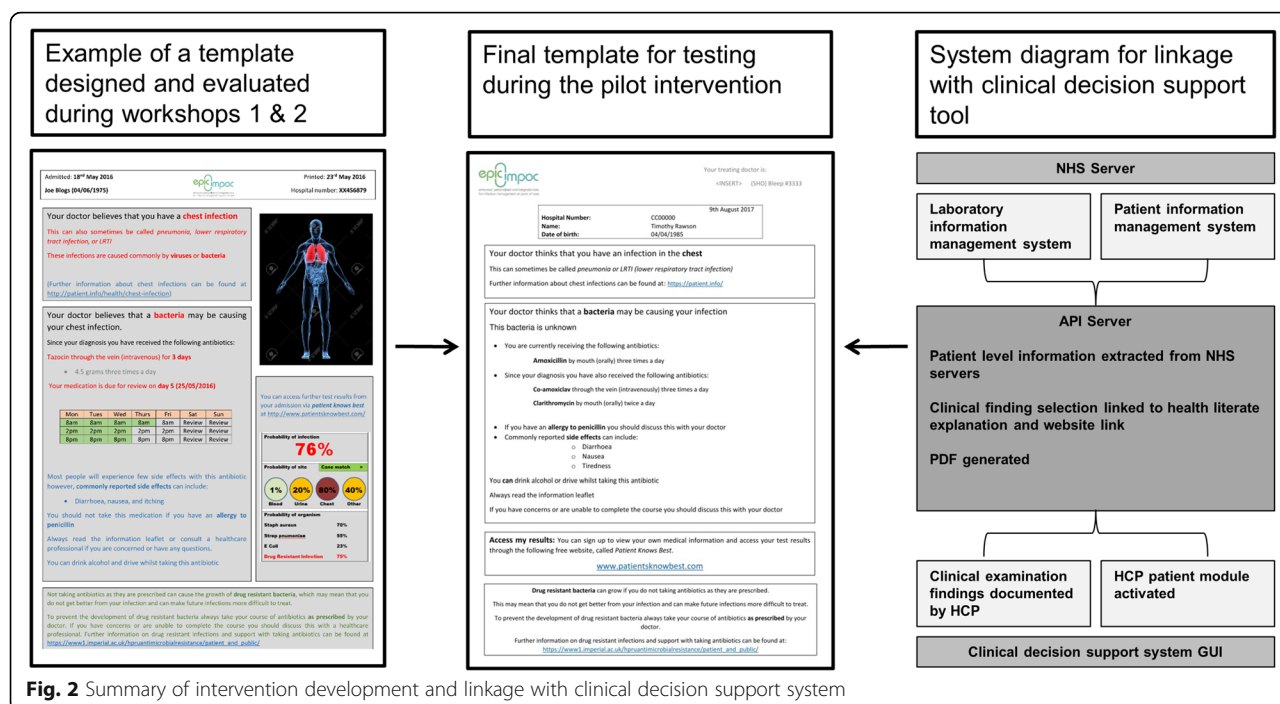 Example of a template
designed and evaluated
during workshops 1 & 2
Admitted: 18rd May 2016
Printed: 23rd May 2016
Joe Blogs (04/06/1975)
Hospital number: XX456879
epic impoc
Your doctor believes that you have a chest infection
This can also sometimes be called pneumonia, lower respiratory
tract infection, or LRTI
These infections are caused commonly by viruses or bacteria
(Further information about chest infections can be found at
http://patient.info/health/chest-infection)
Your doctor believes that a bacteria may be causing
your chest infection.
Since your diagnosis you have received the following antibiotics:
Tazocin through the vein (intravenous) for 3 days
• 4.5 grams three times a day
Your medication is due for review on day 5 (25/05/2016)
Mon Tues Wed Thurs Fri Sat Sun
8am 8am 8am 8am 8am Review Review
2pm 2pm 2pm 2pm 2pm Review Review
8pm 8pm 8pm 8pm 8pm Review Review
Most people will experience few side effects with this antibiotic
however, commonly reported side effects can include:
• Diarrhoea, nausea, and itching
You should not take this medication if you have an allergy to
penicillin
Always read the information leaflet or consult a healthcare
professional if you are concerned or have any questions.
You can drink alcohol and drive whilst taking this antibiotic
You can access further test results from
your admission via patient knows best
at http://www.patientsknowbest.com/
Probability of infection
76%
Probability of site Case match >
1% 20% 80% 40%
Blood Urine Chest Other
Probability of organism
Staph aureus 70%
Strep pneumoniae 55%
E Coli 23%
Drug Resistant Infection 75%
Not taking antibiotics as they are prescribed can cause the growth of drug resistant bacteria, which may mean that you
do not get better from your infection and can make future infections more difficult to treat.
To prevent the development of drug resistant bacteria always take your course of antibiotics as prescribed by your
doctor. If you have concerns or are unable to complete the course you should discuss this with a healthcare
professional. Further information on drug resistant infections and support with taking antibiotics can be found at
https://www1.imperial.ac.uk/hpruantimicrobialresistance/patient_and_public/
Final template for testing
during the pilot intervention
epic impoc
Your treating doctor is:
<INSERT> (SHO) Bleep #3333
9th August 2017
Hospital Number: CC00000
Name: Timothy Rawson
Date of birth: 04/04/1985
Your doctor thinks that you have an infection in the chest
This can sometimes be called pneumonia or LRTI (lower respiratory tract infection)
Further information about chest infections can be found at: https://patient.info/
Your doctor thinks that a bacteria may be causing your infection
This bacteria is unknown
• You are currently receiving the following antibiotics:
Amoxicillin by mouth (orally) three times a day
• Since your diagnosis you have also received the following antibiotics:
Co-amoxiclav through the vein (intravenously) three times a day
Clarithromycin by mouth (orally) twice a day
• If you have an allergy to penicillin you should discuss this with your doctor
• Commonly reported side effects can include:
o Diarrhoea
o Nausea
o Tiredness
You can drink alcohol or drive whilst taking this antibiotic
Always read the information leaflet
If you have concerns or are unable to complete the course you should discuss this with your doctor
Access my results: You can sign up to view your own medical information and access your test results
through the following free website, called Patient Knows Best.
www.patientsknowbest.com
Drug resistant bacteria can grow if you do not taking antibiotics as they are prescribed.
This may mean that you do not get better from your infection and can make future infections more difficult to treat.
To prevent the development of drug resistant bacteria always take your course of antibiotics as prescribed by your
doctor.
Further information on drug resistant infections and support with taking antibiotics can be found at:
https://www1.imperial.ac.uk/hpruantimicrobialresistance/patient_and_public/
System diagram for linkage
with clinical decision support
tool
NHS Server
Laboratory
information
management system
Patient information
management system
API Server
Patient level information extracted from NHS
servers
Clinical finding selection linked to health literate
explanation and website link
PDF generated
Clinical examination
findings documented
by HCP
HCP patient module
activated
Clinical decision support system GUI
Fig. 2 Summary of intervention development and linkage with clinical decision support system